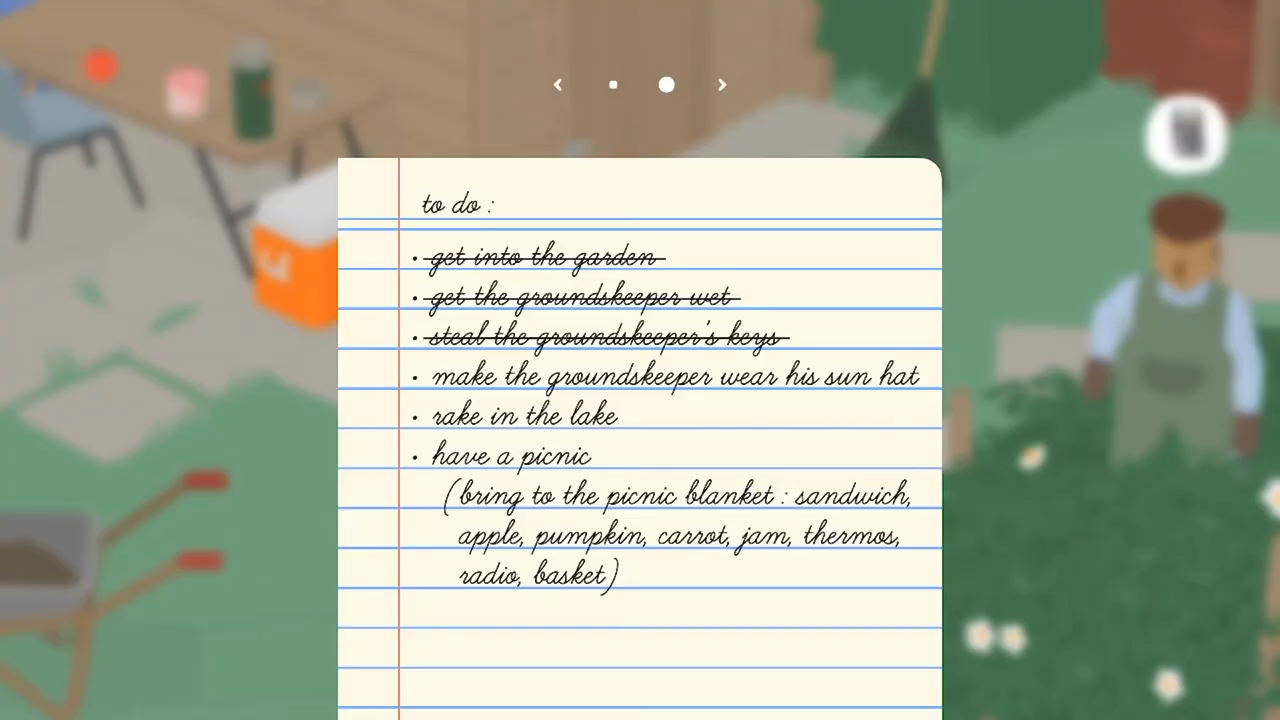 to do :
• get into the garden
• get the groundskeeper wet
• steal the groundskeeper's keys
• make the groundskeeper wear his sun hat
• rake in the lake
• have a picnic
(bring to the picnic blanket : sandwich,
apple, pumpkin, carrot, jam, thermos,
radio, basket)